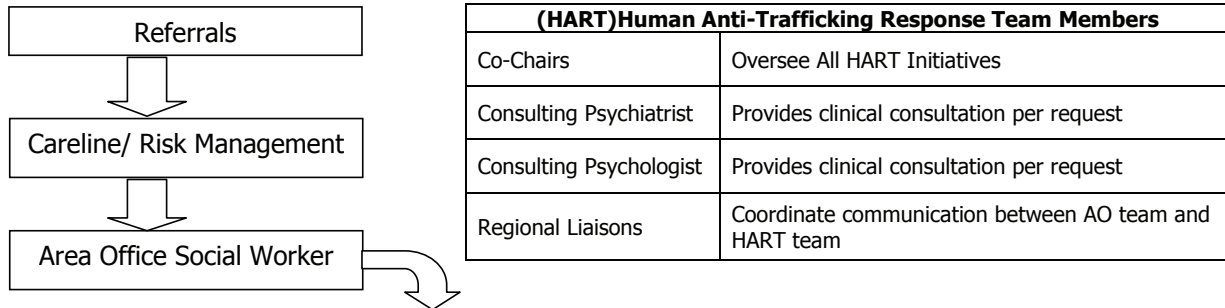 Referrals
Careline/ Risk Management
Area Office Social Worker
(HART)Human Anti-Trafficking Response Team Members
Co-Chairs
Oversee All HART Initiatives
Consulting Psychiatrist
Provides clinical consultation per request
Consulting Psychologist
Provides clinical consultation per request
Regional Liaisons
Coordinate communication between AO team and
HART team